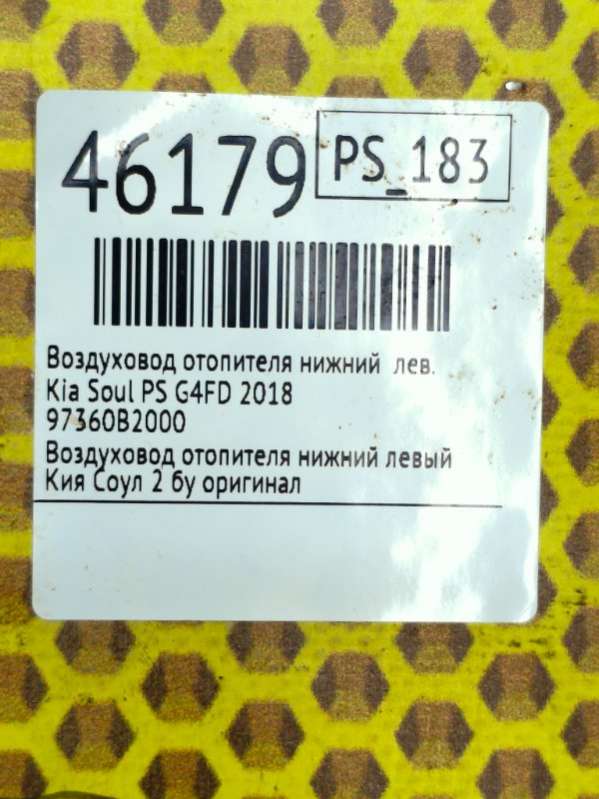 46179
PS_183
Воздуховод отопителя нижний лев.
Kia Soul PS G4FD 2018
97360B2000
Воздуховод отопителя нижний левый
Кия Соул 2 бу оригинал